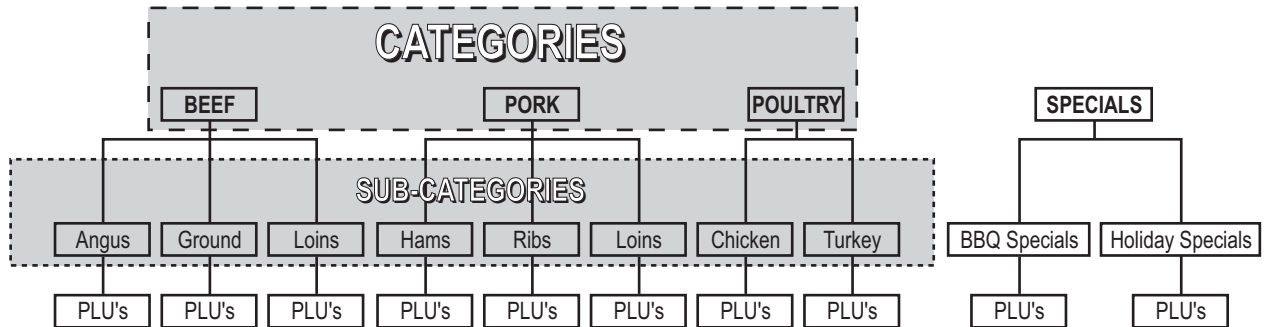 CATEGORIES
BEEF PORK POULTRY SPECIALS
SUB-CATEGORIES
Angus Ground Loins Hams Ribs Loins Chicken Turkey BBQ Specials Holiday Specials
PLU's PLU's PLU's PLU's PLU's PLU's PLU's PLU's PLU's PLU's